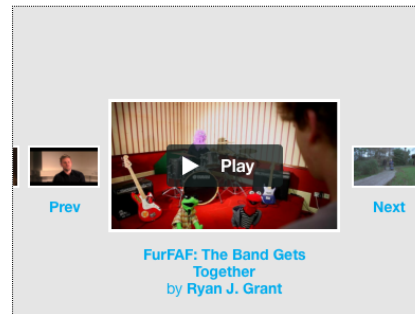 Play
Prev
Next
FurFAF: The Band Gets
Together
by Ryan J. Grant